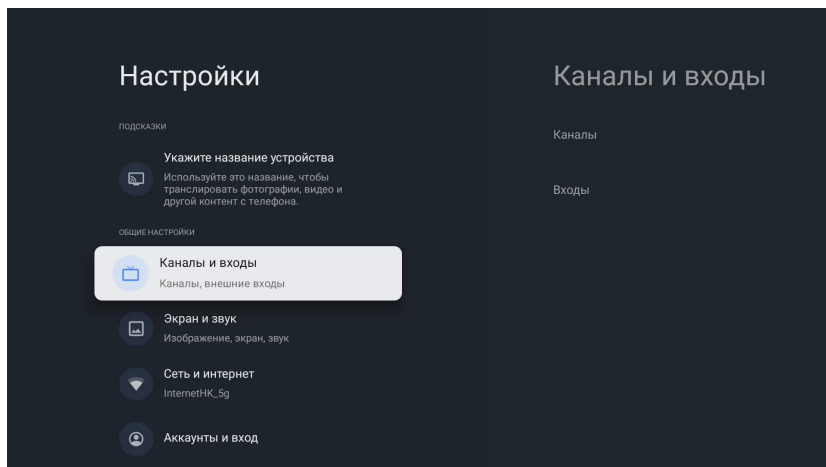 Настройки
ПОДСКАЗКИ
Укажите название устройства
Используйте это название, чтобы
транслировать фотографии, видео и
другой контент с телефона.
ОБЩИЕ НАСТРОЙКИ
Каналы и входы
Каналы, внешние входы
Экран и звук
Изображение, экран, звук
Сеть и интернет
InternetHK_5g
Аккаунты и вход
Каналы и входы
Каналы
Входы